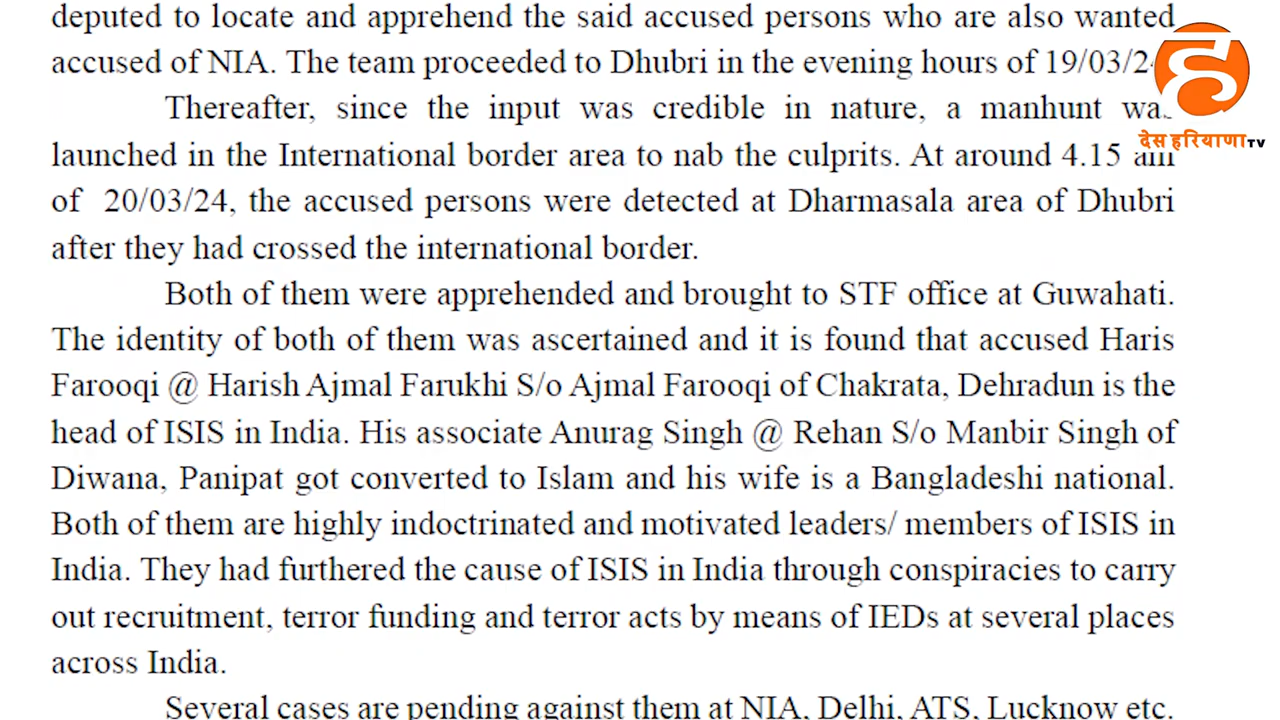 deputed to locate and apprehend the said accused persons who are also wanted
accused of NIA. The team proceeded to Dhubri in the evening hours of 19/03/24
Thereafter, since the input was credible in nature, a manhunt was
launched in the International border area to nab the culprits. At around 4.15 am
of 20/03/24, the accused persons were detected at Dharmasala area of Dhubri
after they had crossed the international border.
Both of them were apprehended and brought to STF office at Guwahati.
The identity of both of them was ascertained and it is found that accused Haris
Farooqi @ Harish Ajmal Farukhi S/o Ajmal Farooqi of Chakrata, Dehradun is the
head of ISIS in India. His associate Anurag Singh @ Rehan S/o Manbir Singh of
Diwana, Panipat got converted to Islam and his wife is a Bangladeshi national.
Both of them are highly indoctrinated and motivated leaders/ members of ISIS in
India. They had furthered the cause of ISIS in India through conspiracies to carry
out recruitment, terror funding and terror acts by means of IEDs at several places
across India.
Several cases are pending against them at NIA, Delhi, ATS, Lucknow etc.
ह
देस हरियाणा TV